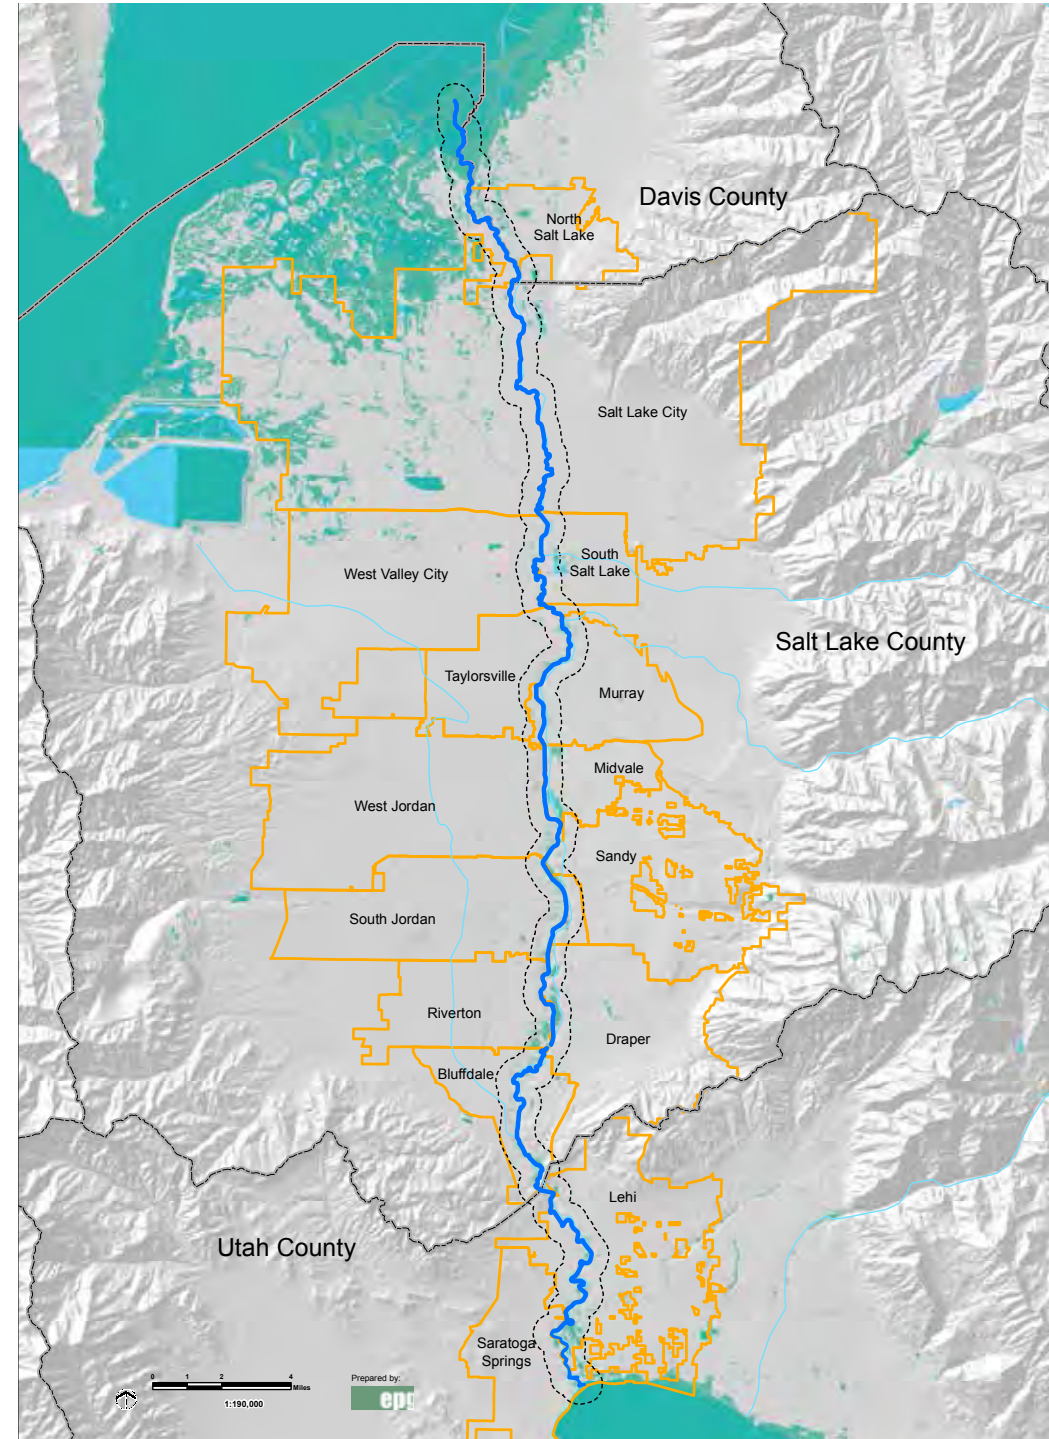 Davis County
North
Salt Lake
Salt Lake City
South
Salt Lake
West Valley City
Salt Lake County
Taylorsville
Murray
Midvale
West Jordan
Sandy
South Jordan
Riverton
Draper
Bluffdale
Lehi
Utah County
Saratoga
Springs
0 1 2 4
Miles
1:190,000
Prepared by:
epg